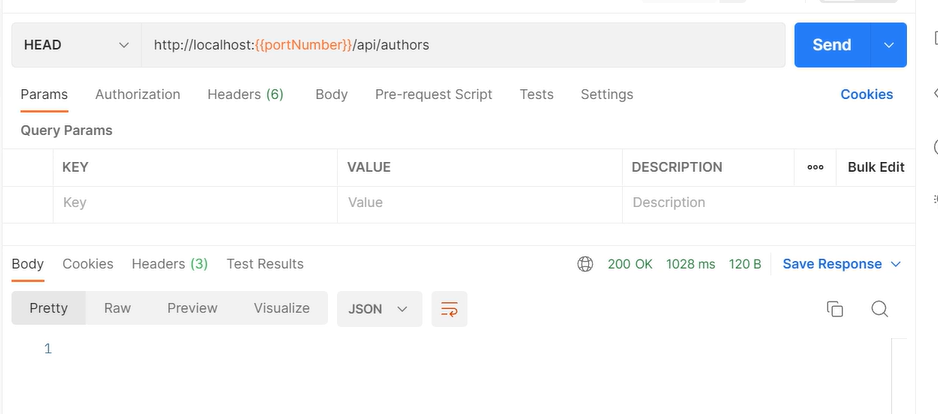 HEAD http://localhost:{{portNumber}}/api/authors Send
Params Authorization Headers (6) Body Pre-request Script Tests Settings Cookies
Query Params
KEY VALUE DESCRIPTION ooo Bulk Edit
Key Value Description
Body Cookies Headers (3) Test Results 200 OK 1028 ms 120 B Save Response
Pretty Raw Preview Visualize JSON
1